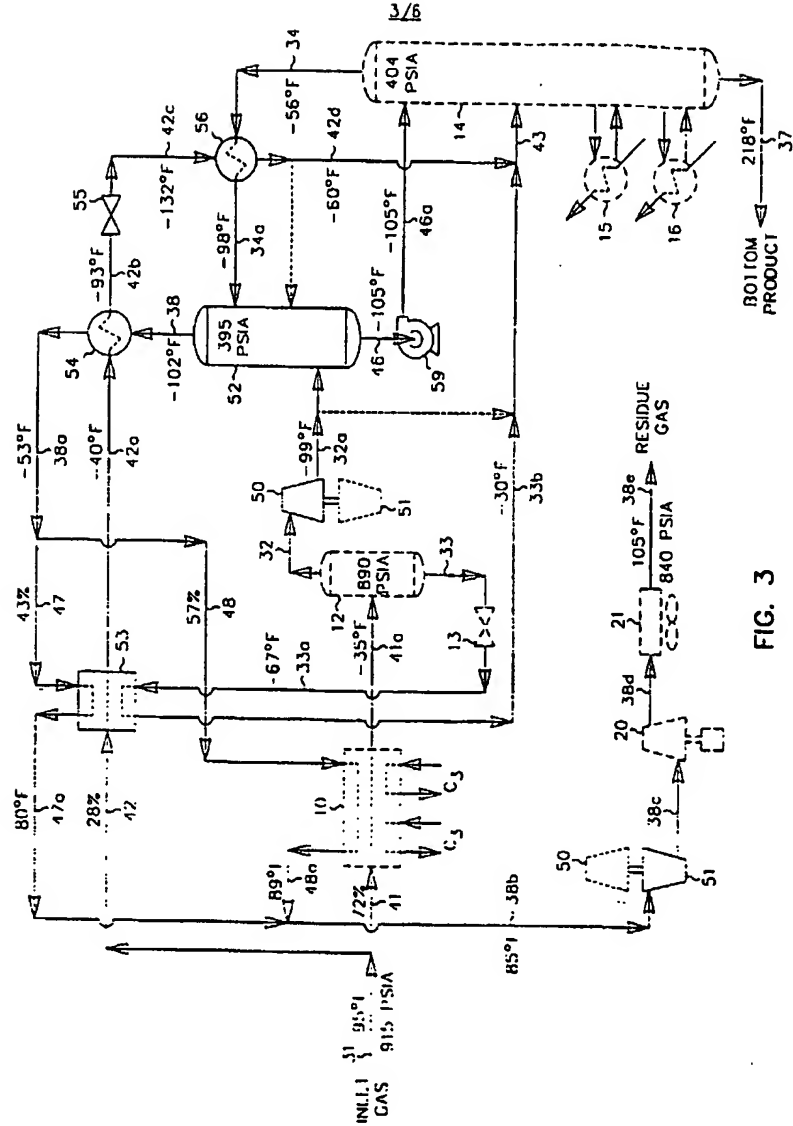 3/6
INLET
GAS
31
95°F
915 PSIA
28%
42
72%
41
80°F
47a
89°F
48a
85°F
38b
43%
47
53
57%
48
10
C3
C3
-53°F
38a
-40°F
42a
-67°F
33a
-35°F
41a
54
-93°F
42b
55
-132°F
42c
56
-56°F
34
-102°F
38
-98°F
34a
-60°F
42d
395
PSIA
52
404
PSIA
14
-105°F
46
-105°F
46a
59
43
50
51
32
-99°F
32a
890
PSIA
12
33
13
-30°F
33b
15
16
218°F
37
BOTTOM
PRODUCT
50
51
38c
20
38d
21
105°F
38e
840 PSIA
RESIDUE
GAS
FIG. 3